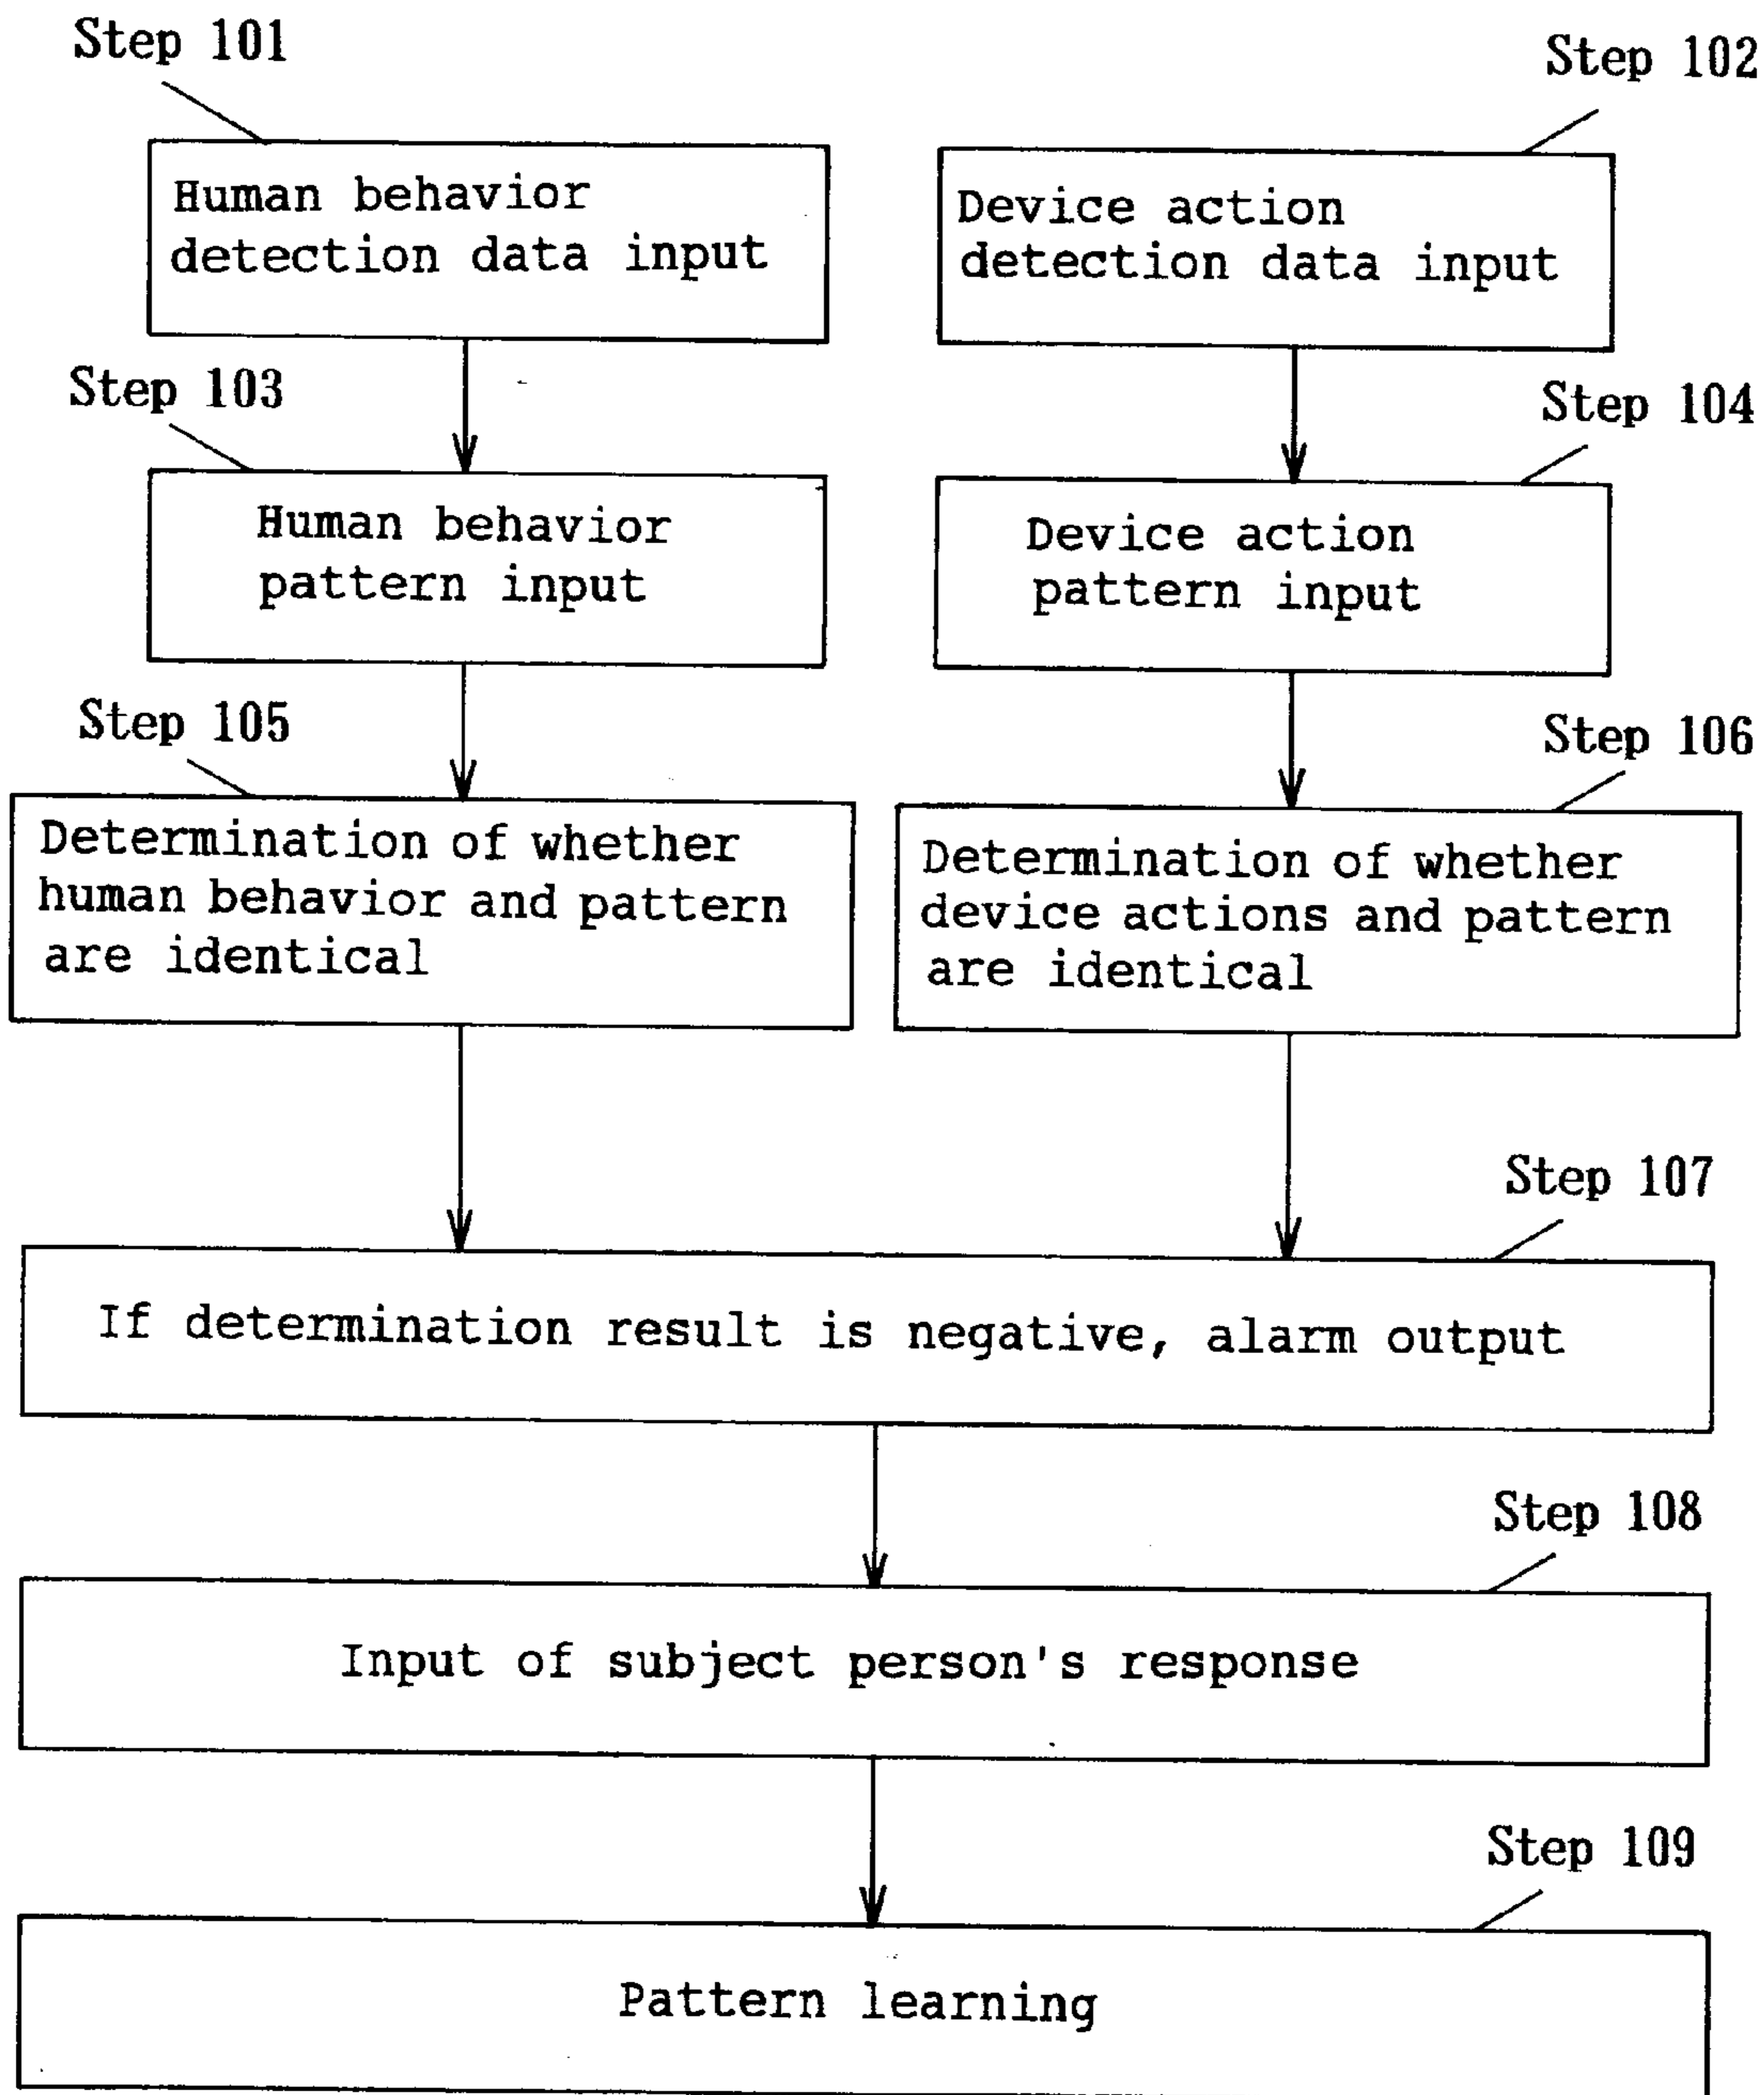 Step 101
Step 102
Human behavior
detection data input
Device action
detection data input
Step 103
Step 104
Human behavior
pattern input
Device action
pattern input
Step 105
Step 106
Determination of whether
human behavior and pattern
are identical
Determination of whether
device actions and pattern
are identical
Step 107
If determination result is negative, alarm output
Step 108
Input of subject person's response
Step 109
Pattern learning